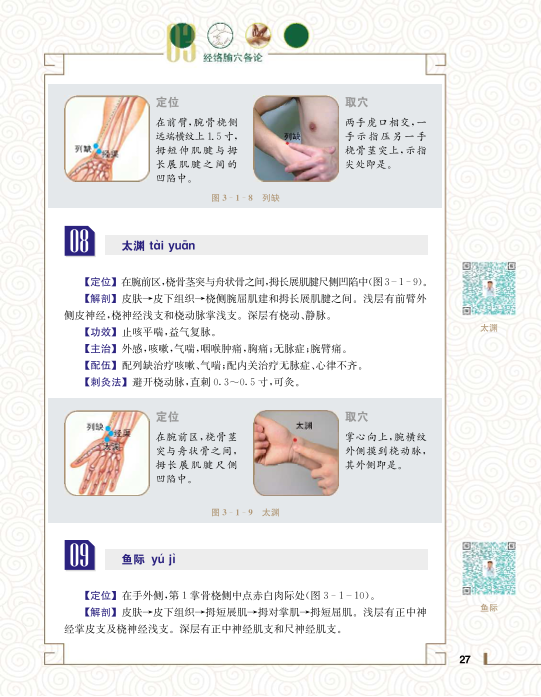 03
经络腧穴各论
定位
在前臂,腕骨桡侧
远端横纹上 1.5 寸,
拇短伸肌腱与拇
长展肌腱之间的
凹陷中。
列缺
经渠
取穴
两手虎口相交,一
手示指压另一手
桡骨茎突上,示指
尖处即是。
列缺
图 3-1-8 列缺
08
太渊 tài yuān
【定位】在腕前区,桡骨茎突与舟状骨之间,拇长展肌腱尺侧凹陷中(图 3-1-9)。
【解剖】皮肤→皮下组织→桡侧腕屈肌建和拇长展肌腱之间。浅层有前臂外
侧皮神经,桡神经浅支和桡动脉掌浅支。深层有桡动、静脉。
【功效】止咳平喘,益气复脉。
【主治】外感,咳嗽,气喘,咽喉肿痛,胸痛;无脉症;腕臂痛。
【配伍】配列缺治疗咳嗽、气喘;配内关治疗无脉症、心律不齐。
【刺灸法】避开桡动脉,直刺 0.3~0.5 寸,可灸。
太渊
定位
在腕前区,桡骨茎
突与舟状骨之间,
拇长展肌腱尺侧
凹陷中。
列缺
经渠
太渊
取穴
掌心向上,腕横纹
外侧摸到桡动脉,
其外侧即是。
太渊
图 3-1-9 太渊
09
鱼际 yú jì
【定位】在手外侧,第 1 掌骨桡侧中点赤白肉际处(图 3-1-10)。
【解剖】皮肤→皮下组织→拇短展肌→拇对掌肌→拇短屈肌。浅层有正中神
经掌皮支及桡神经浅支。深层有正中神经肌支和尺神经肌支。
鱼际
27